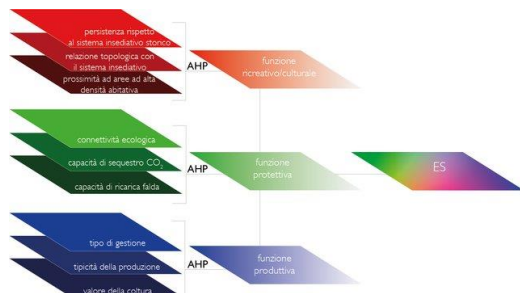 persistenza rispetto
al sistema insediativo storico
relazione topologica con
il sistema insediativo
prossimità ad aree ad alta
densità abitativa
AHP
funzione
ricreativo/culturale
connettività ecologica
capacità di sequestro CO₂
capacità di ricarica falda
AHP
funzione
protettiva
ES
tipo di gestione
tipicità della produzione
valore della coltura
AHP
funzione
produttiva